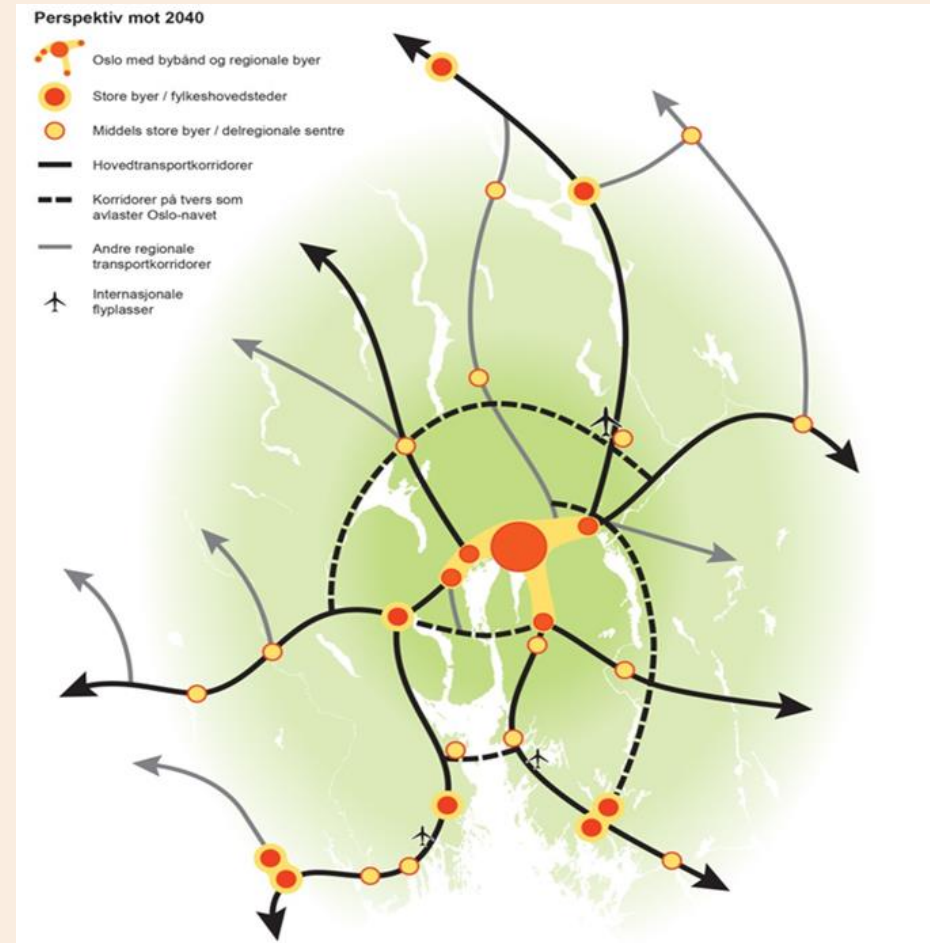 Perspektiv mot 2040
Oslo med bybånd og regionale byer
Store byer / fylkeshovedsteder
Middels store byer / delregionale sentre
Hovedtransportkorridorer
Korridorer på tvers som
avlaster Oslo-navet
Andre regionale
transportkorridorer
Internasjonale
flyplasser